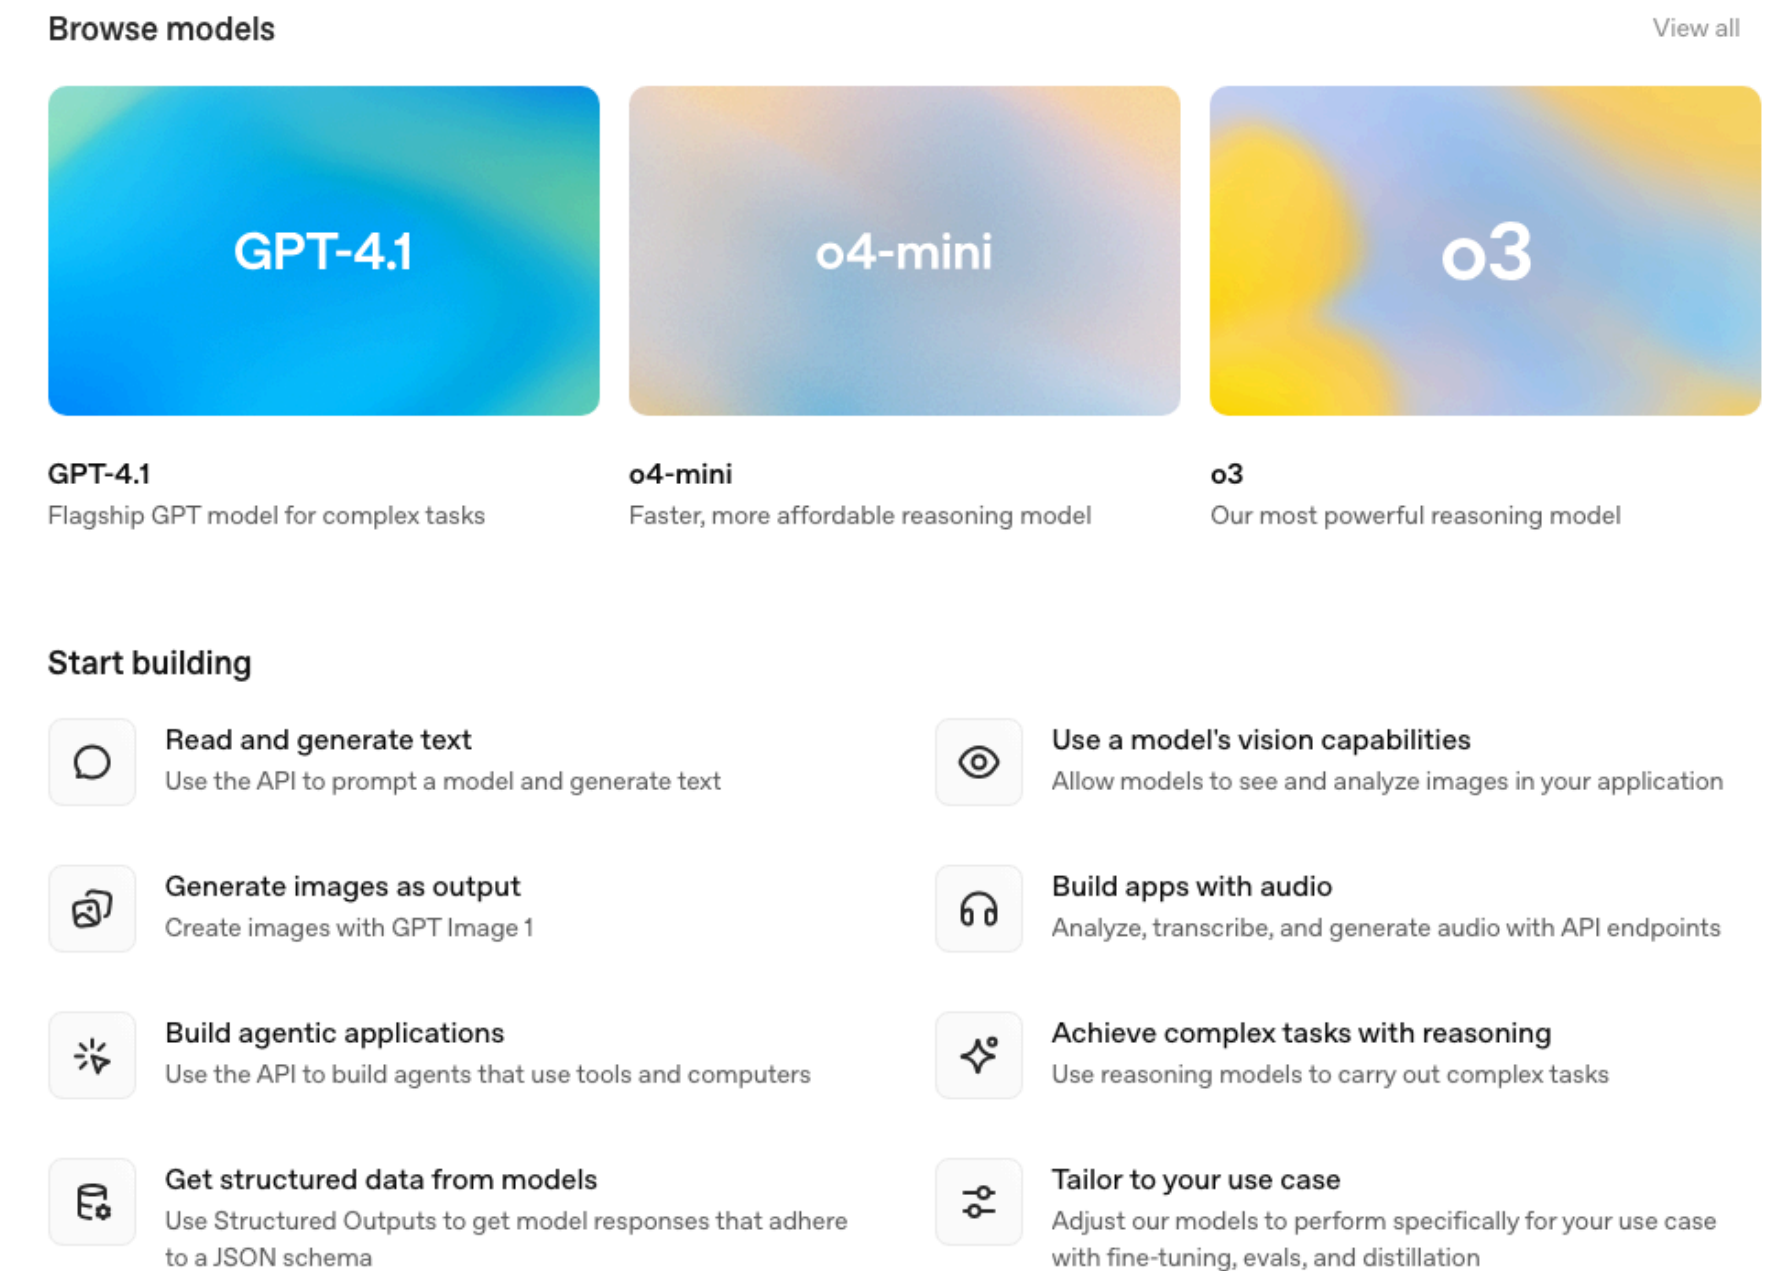 Browse models
View all
GPT-4.1
o4-mini
o3
GPT-4.1
Flagship GPT model for complex tasks
o4-mini
Faster, more affordable reasoning model
o3
Our most powerful reasoning model
Start building
Read and generate text
Use the API to prompt a model and generate text
Use a model's vision capabilities
Allow models to see and analyze images in your application
Generate images as output
Create images with GPT Image 1
Build apps with audio
Analyze, transcribe, and generate audio with API endpoints
Build agentic applications
Use the API to build agents that use tools and computers
Achieve complex tasks with reasoning
Use reasoning models to carry out complex tasks
Get structured data from models
Use Structured Outputs to get model responses that adhere
to a JSON schema
Tailor to your use case
Adjust our models to perform specifically for your use case
with fine-tuning, evals, and distillation